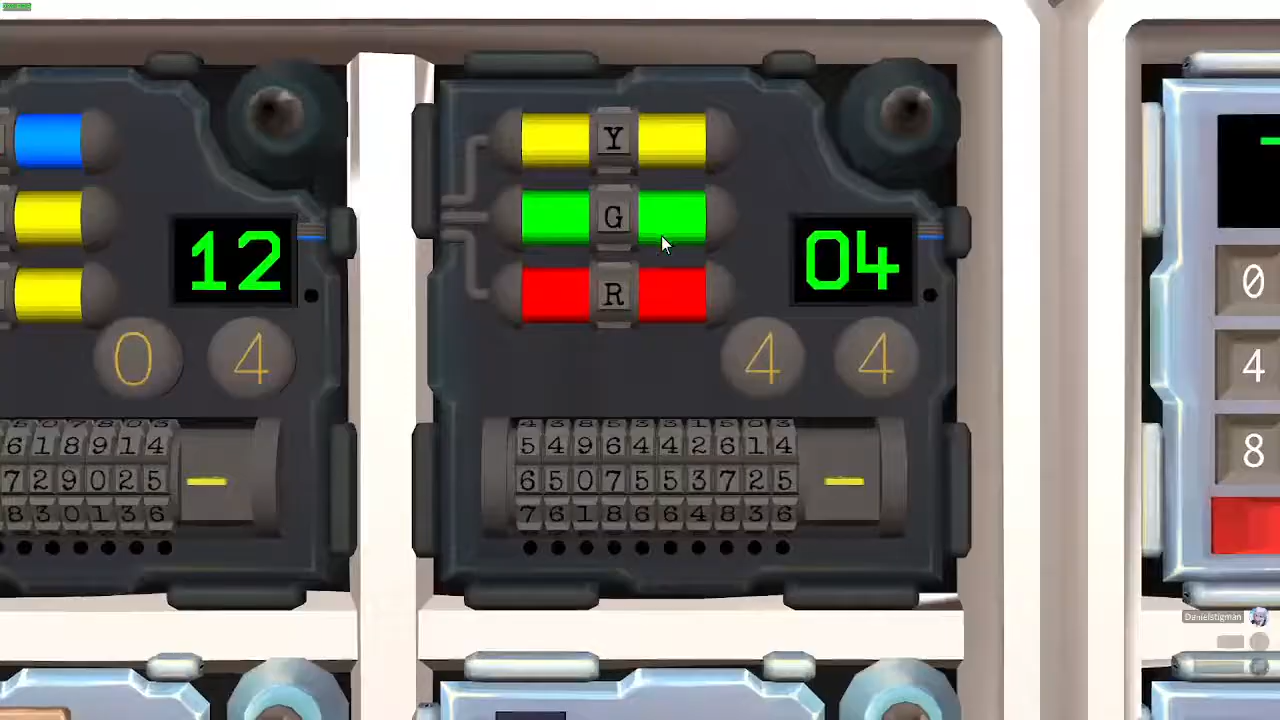 Y
G
12
04
R
0
0 4
4 4
4
6 1 8 9 1 4
5 4 9 6 4 4 2 6 1 4
7 2 9 0 2 5
6 5 0 7 5 5 3 7 2 5
8
8 3 0 1 3 6
7 6 1 8 6 6 4 8 3 6
Danielstigman